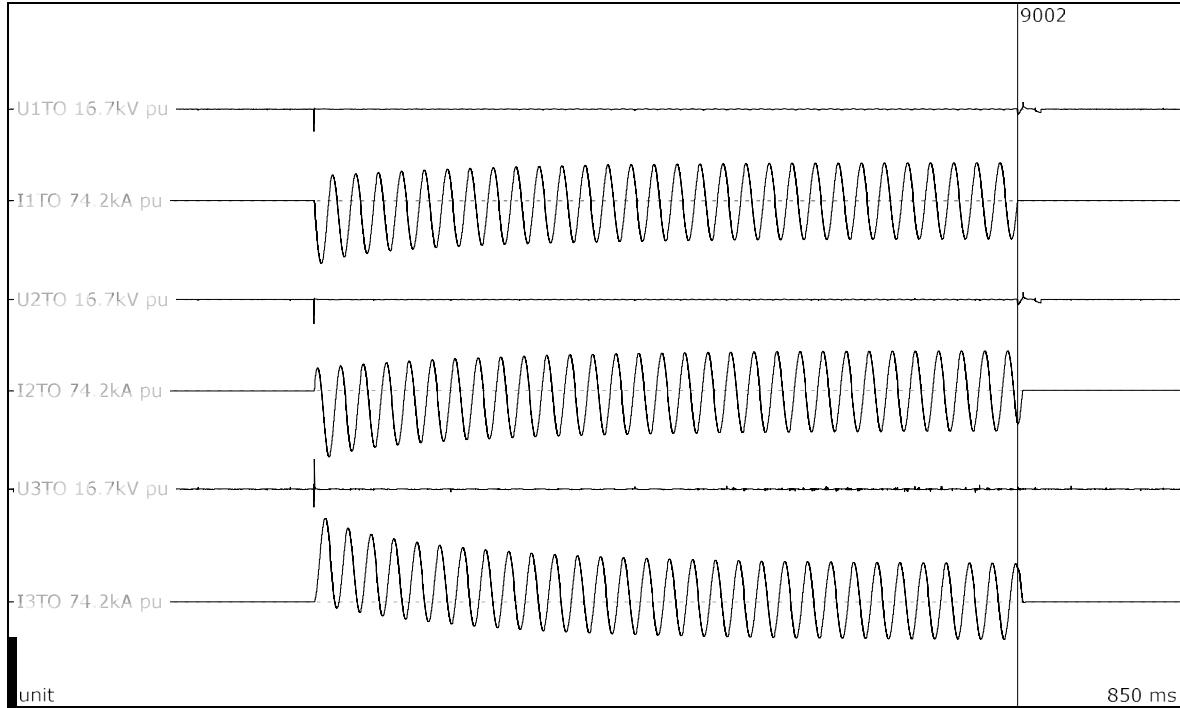 9002
U1TO 16.7kV pu
I1TO 74.2kA pu
U2TO 16.7kV pu
I2TO 74.2kA pu
U3TO 16.7kV pu
I3TO 74.2kA pu
unit
850 ms